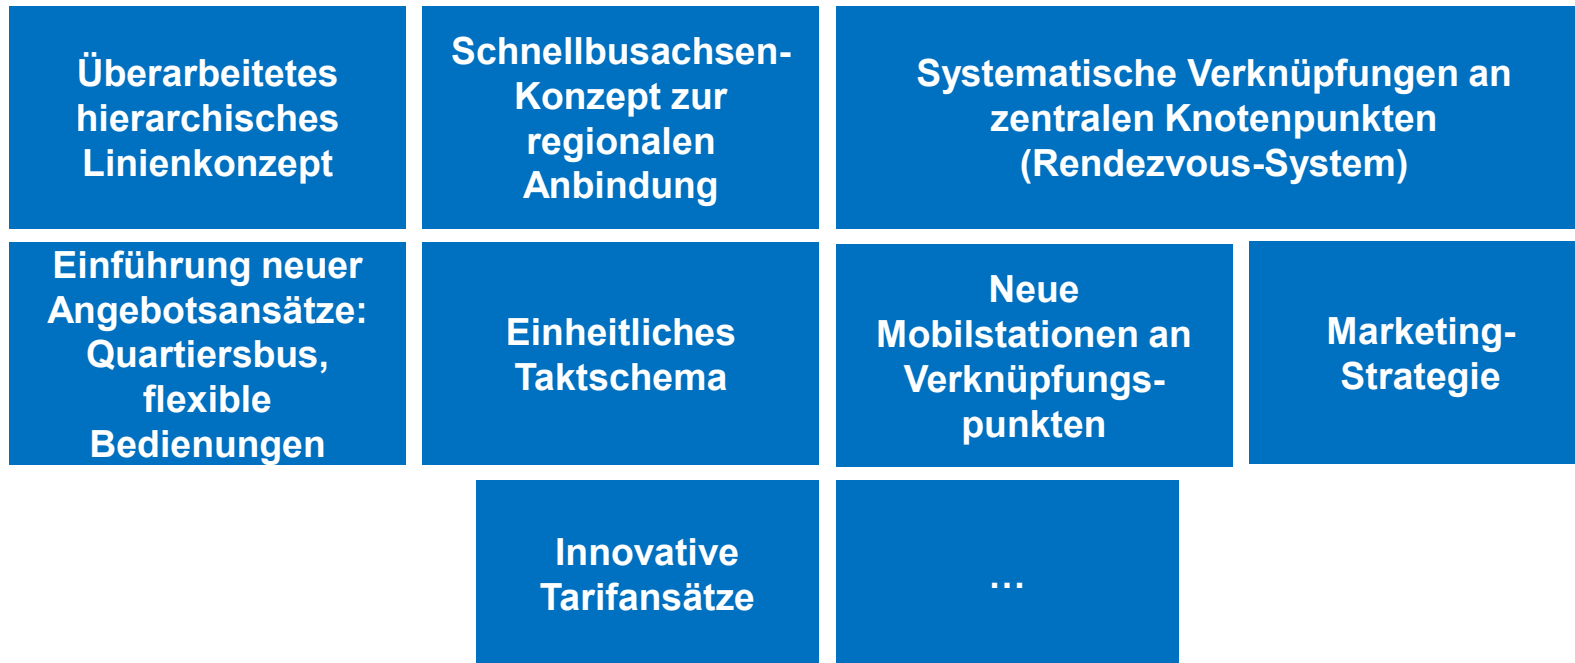 Überarbeitetes
hierarchisches
Linienkonzept
Schnellbusachsen-
Konzept zur
regionalen
Anbindung
Systematische Verknüpfungen an
zentralen Knotenpunkten
(Rendezvous-System)
Einführung neuer
Angebotsansätze:
Quartiersbus,
flexible
Bedienungen
Einheitliches
Taktschema
Neue
Mobilstationen an
Verknüpfungs-
punkten
Marketing-
Strategie
Innovative
Tarifansätze
…